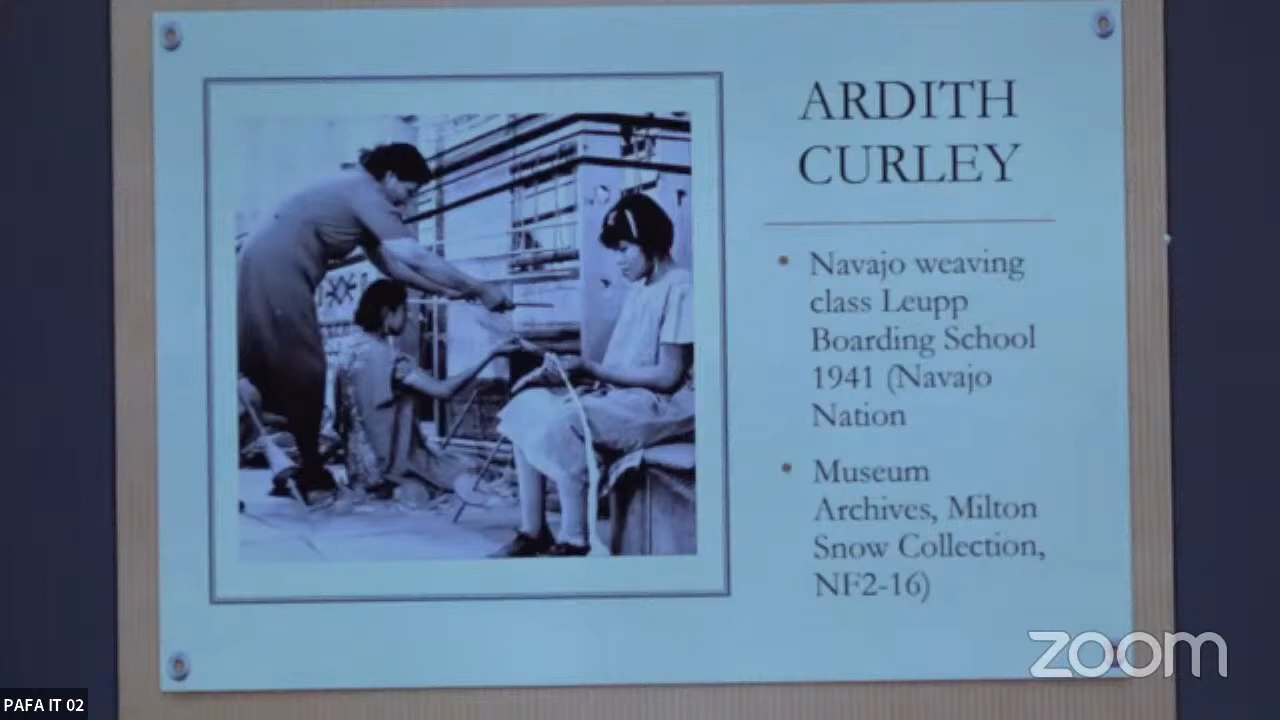 ARDITH
CURLEY
• Navajo weaving
class Leupp
Boarding School
1941 (Navajo
Nation
• Museum
Archives, Milton
Snow Collection,
NF2-16)
zoom
PAFA IT 02